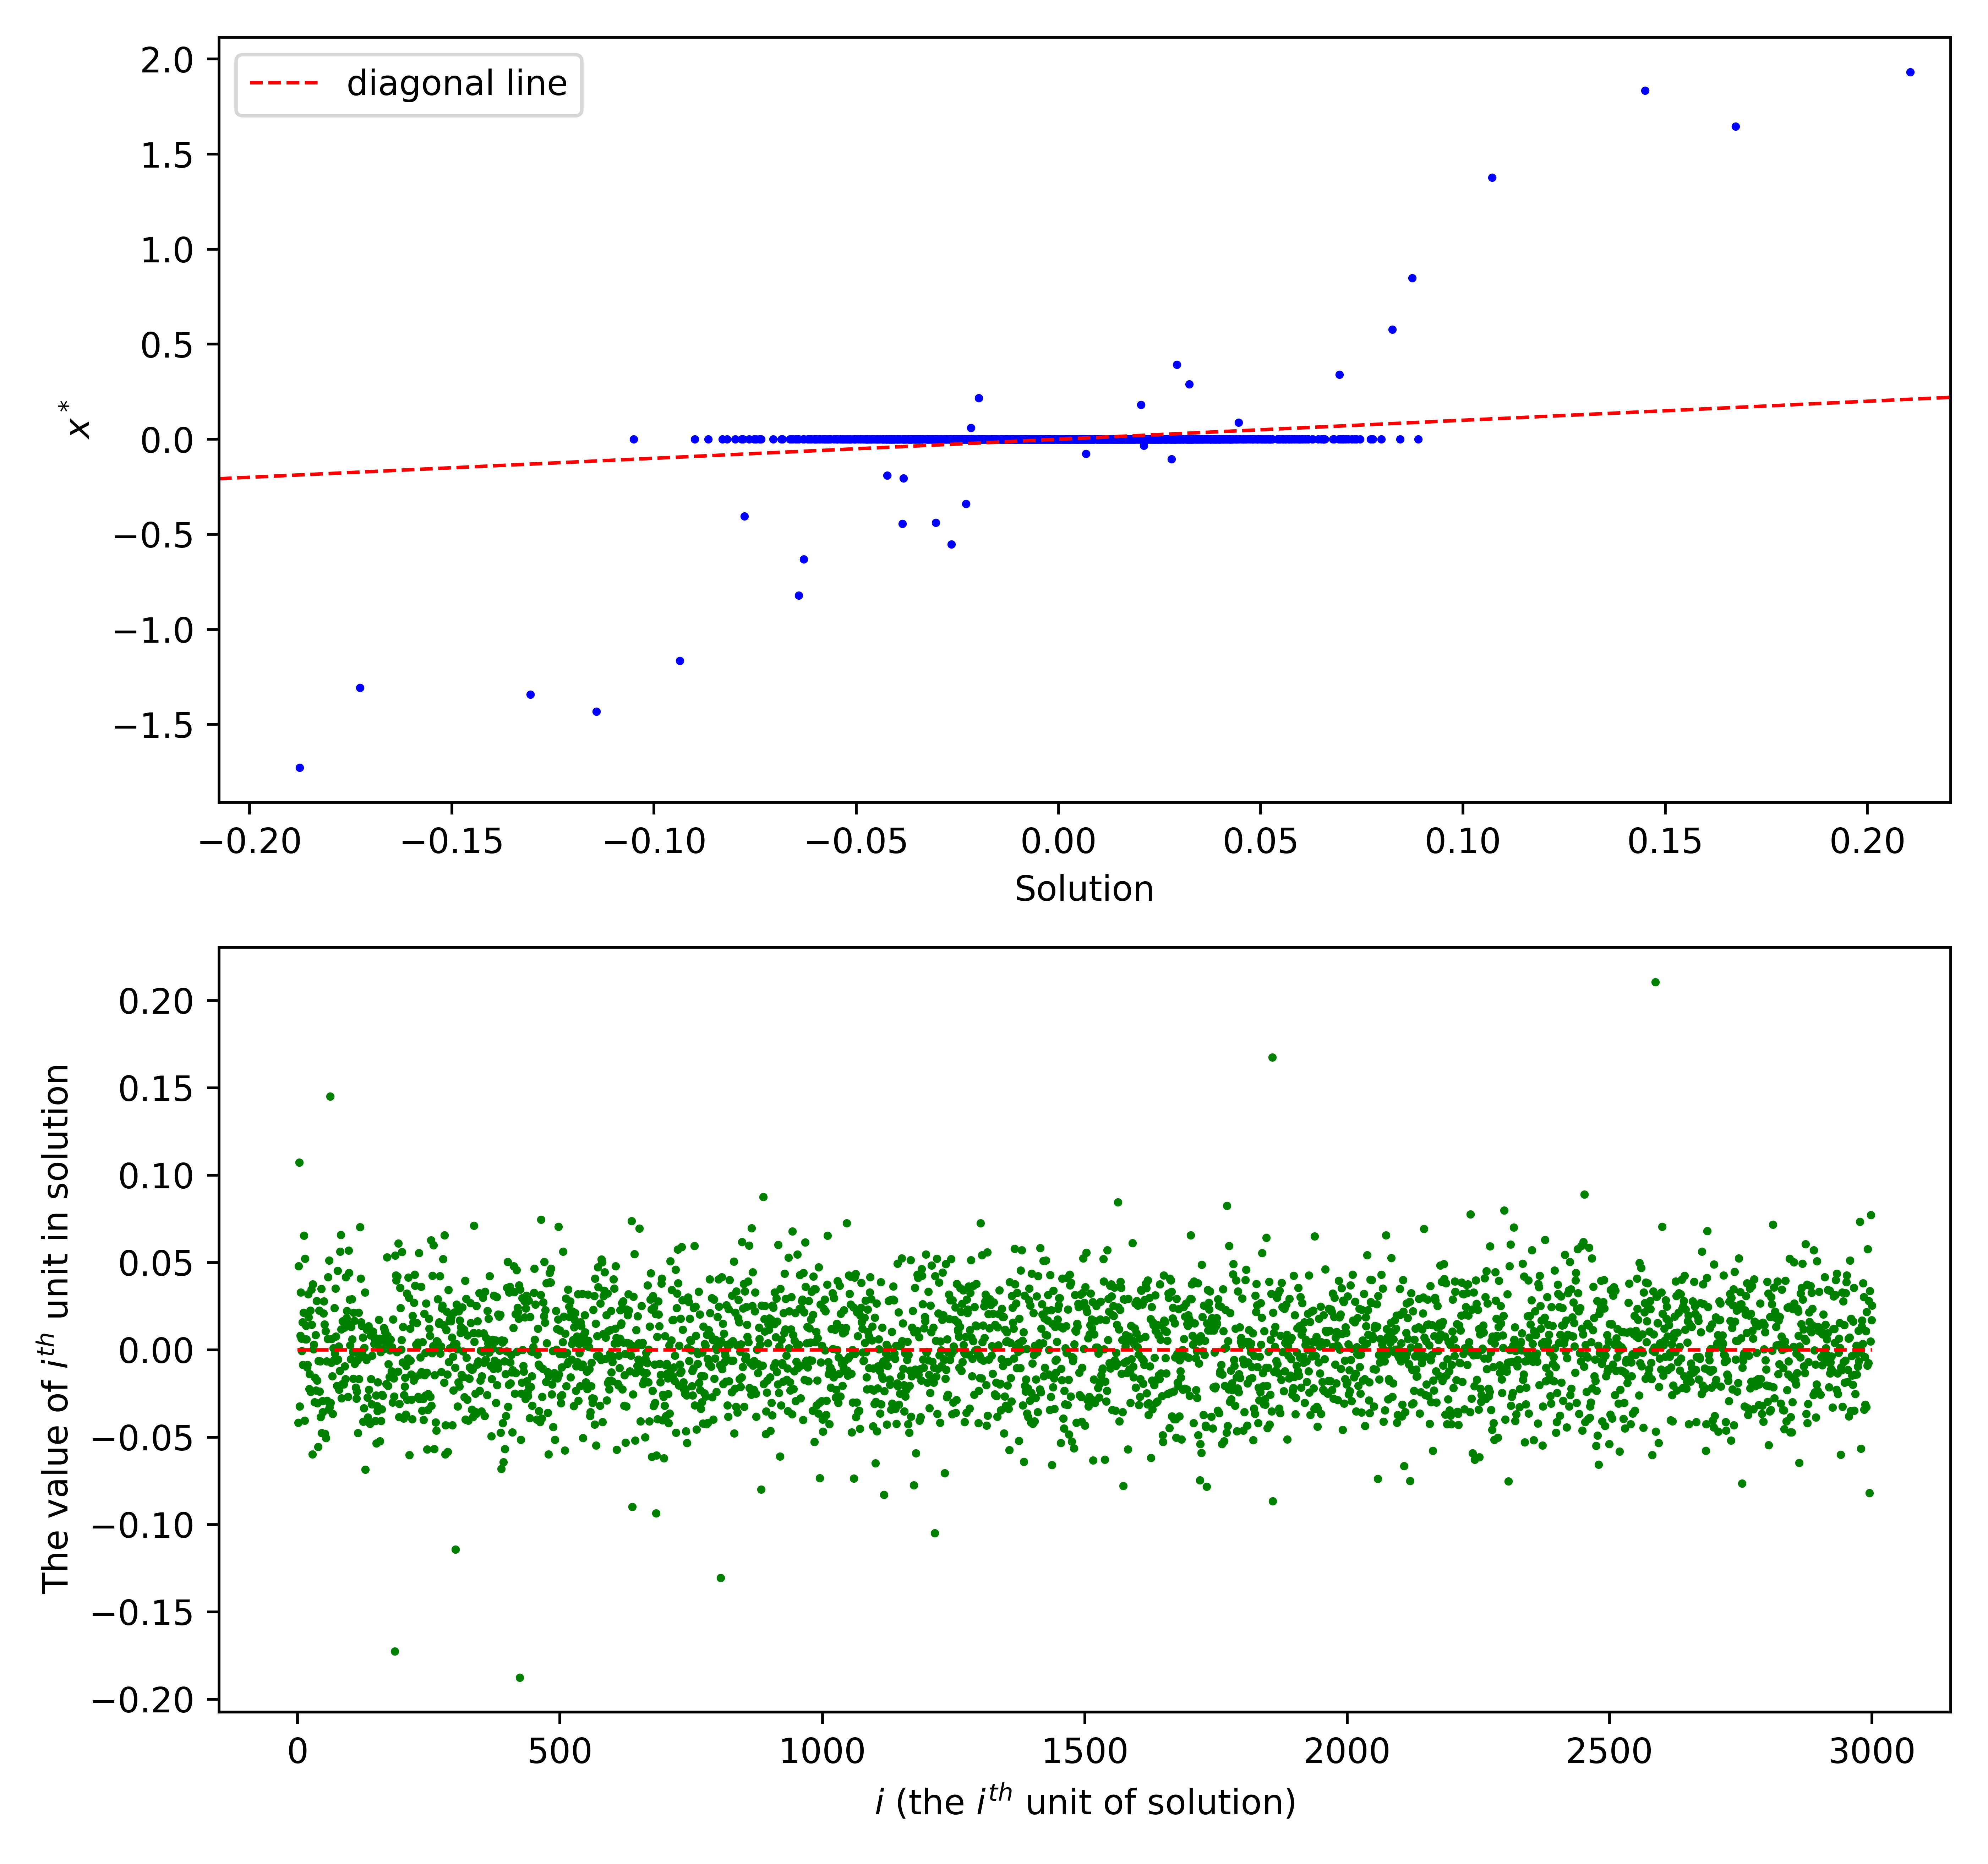 2.0
1.5
1.0
0.5
0.0
−0.5
−1.0
−1.5
x*
diagonal line
−0.20 −0.15 −0.10 −0.05 0.00 0.05 0.10 0.15 0.20
Solution
0.20
0.15
0.10
0.05
0.00
−0.05
−0.10
−0.15
−0.20
The value of i^th unit in solution
0 500 1000 1500 2000 2500 3000
i (the i^th unit of solution)